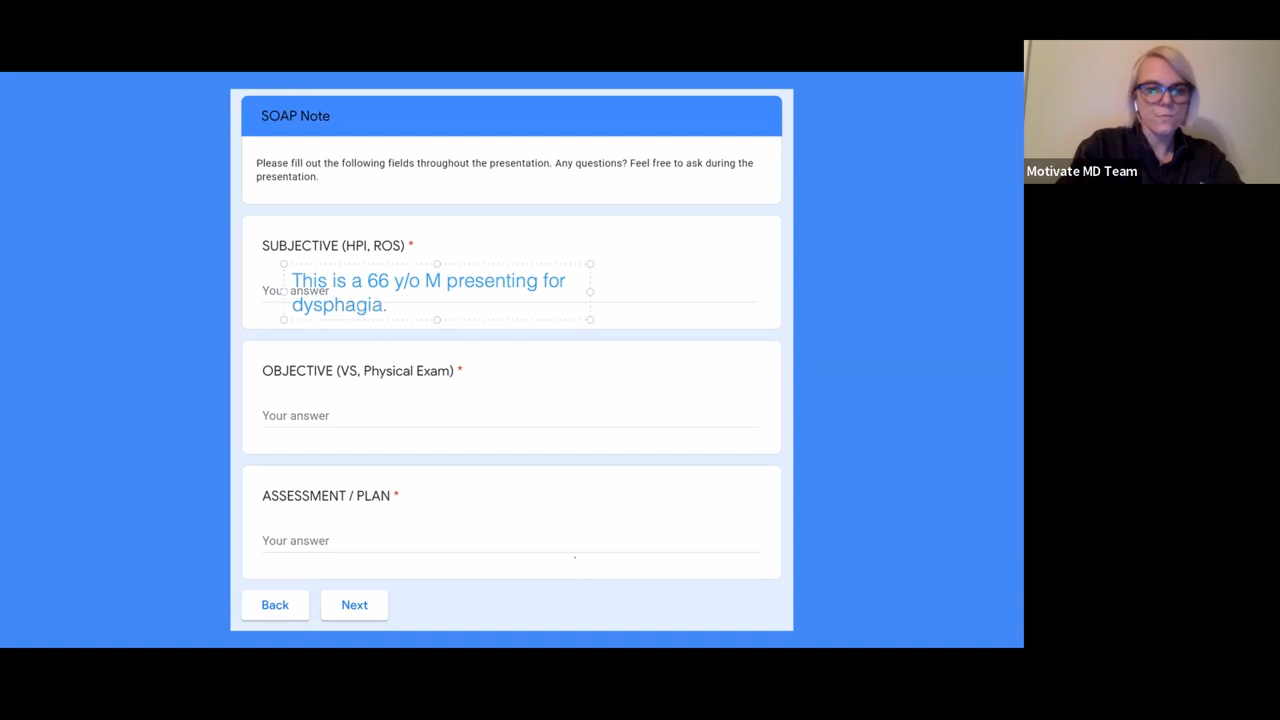 SOAP Note
Please fill out the following fields throughout the presentation. Any questions? Feel free to ask during the
presentation.
SUBJECTIVE (HPI, ROS) *
This is a 66 y/o M presenting for
Your answer
dysphagia.
OBJECTIVE (VS, Physical Exam) *
Your answer
ASSESSMENT / PLAN *
Your answer
Back
Next
Motivate MD Team